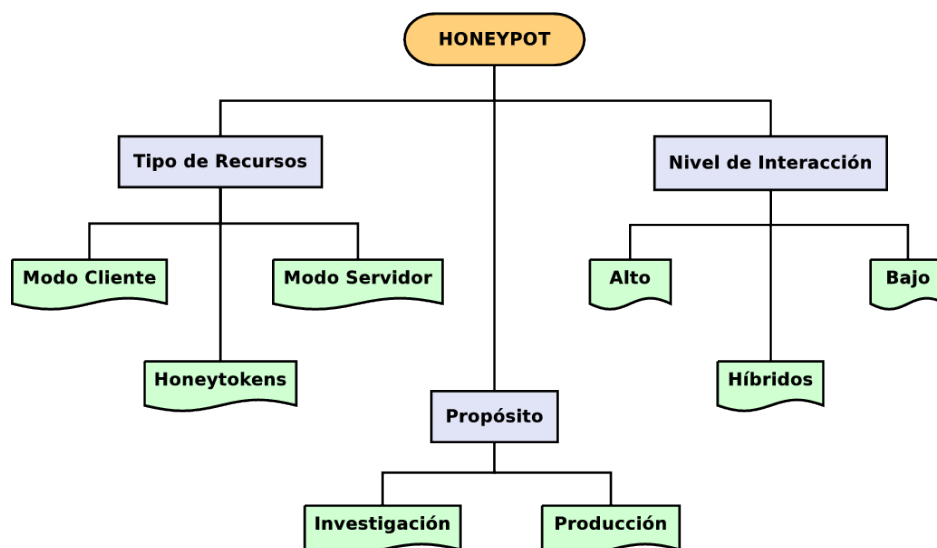 HONEYPOT
Tipo de Recursos
Nivel de Interacción
Modo Cliente
Modo Servidor
Alto
Bajo
Honeytokens
Híbridos
Propósito
Investigación
Producción